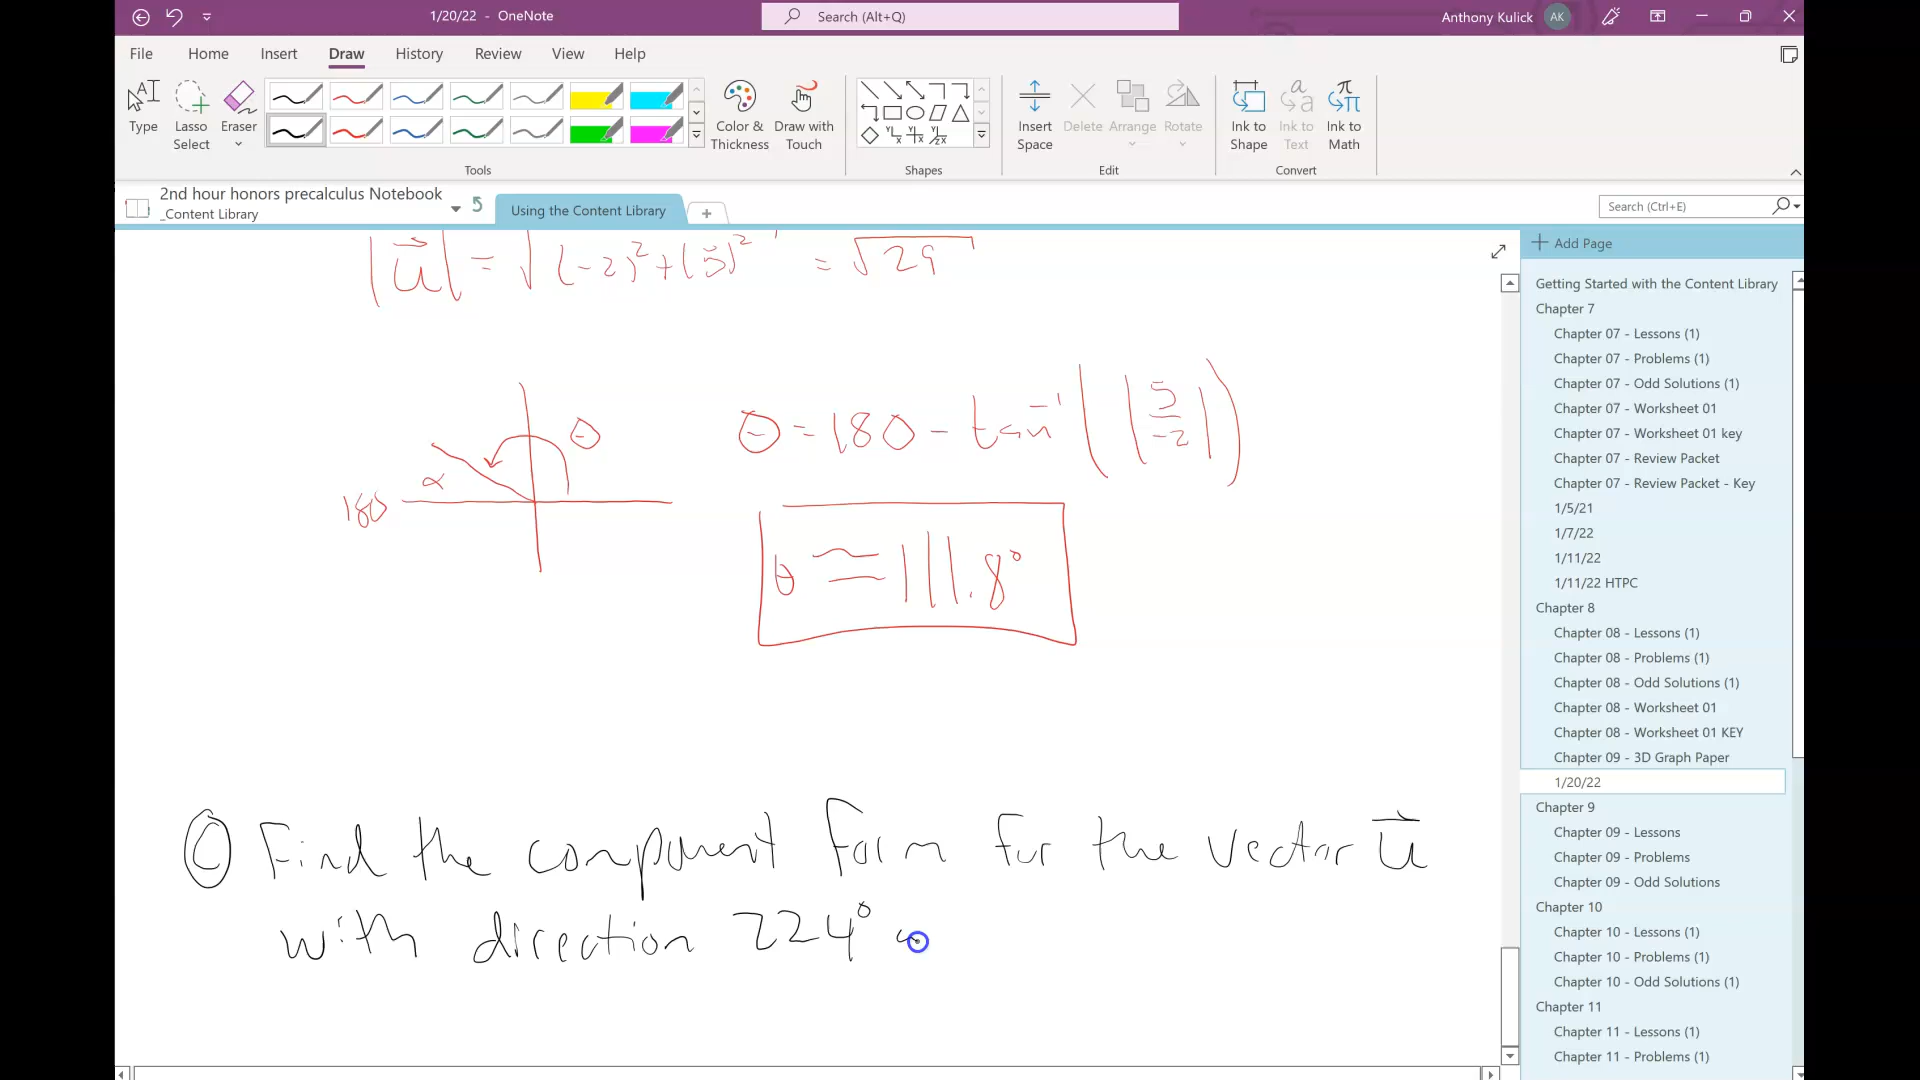 1/20/22 - OneNote
Search (Alt+Q)
Anthony Kulick
AK
File Home Insert Draw History Review View Help
Type
Lasso Select
Eraser
Color & Thickness
Draw with Touch
Insert Space
Delete
Arrange
Rotate
Ink to Shape
Ink to Text
Ink to Math
Tools
Shapes
Edit
Convert
2nd hour honors precalculus Notebook
_Content Library
Using the Content Library
Search (Ctrl+E)
|u⃗| = √(-2)²+(5)² = √29
180 α θ
θ = 180 - tan⁻¹(|5/-2|)
θ ≅ 111.8°
Ⓒ Find the component form for the vector u⃗
with direction 224°
Add Page
Getting Started with the Content Library
Chapter 7
Chapter 07 - Lessons (1)
Chapter 07 - Problems (1)
Chapter 07 - Odd Solutions (1)
Chapter 07 - Worksheet 01
Chapter 07 - Worksheet 01 key
Chapter 07 - Review Packet
Chapter 07 - Review Packet - Key
1/5/21
1/7/22
1/11/22
1/11/22 HTPC
Chapter 8
Chapter 08 - Lessons (1)
Chapter 08 - Problems (1)
Chapter 08 - Odd Solutions (1)
Chapter 08 - Worksheet 01
Chapter 08 - Worksheet 01 KEY
Chapter 09 - 3D Graph Paper
1/20/22
Chapter 9
Chapter 09 - Lessons
Chapter 09 - Problems
Chapter 09 - Odd Solutions
Chapter 10
Chapter 10 - Lessons (1)
Chapter 10 - Problems (1)
Chapter 10 - Odd Solutions (1)
Chapter 11
Chapter 11 - Lessons (1)
Chapter 11 - Problems (1)